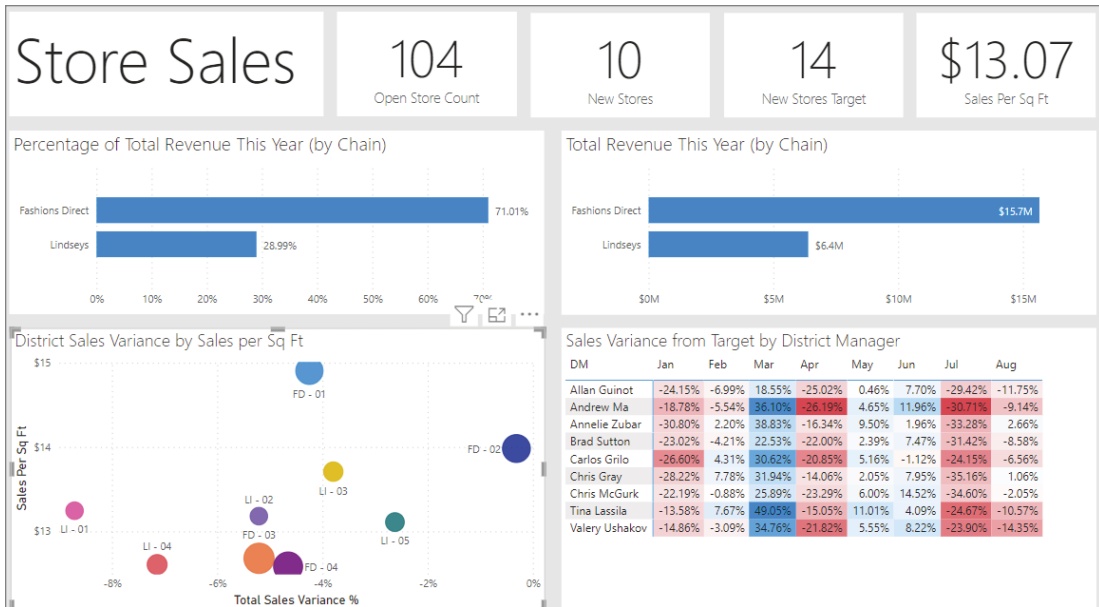 Store Sales
104
Open Store Count
10
New Stores
14
New Stores Target
$13.07
Sales Per Sq Ft
Percentage of Total Revenue This Year (by Chain)
Fashions Direct 71.01%
Lindseys 28.99%
0% 10% 20% 30% 40% 50% 60% 70%
Total Revenue This Year (by Chain)
Fashions Direct $15.7M
Lindseys $6.4M
$0M $5M $10M $15M
District Sales Variance by Sales per Sq Ft
Sales Per Sq Ft
$15
FD - 01
$14
FD - 02
LI - 03
LI - 02
LI - 01
$13
LI - 05
FD - 03
LI - 04
FD - 04
-8% -6% -4% -2% 0%
Total Sales Variance %
Sales Variance from Target by District Manager
DM Jan Feb Mar Apr May Jun Jul Aug
Allan Guinot -24.15% -6.99% 18.55% -25.02% 0.46% 7.70% -29.42% -11.75%
Andrew Ma -18.78% -5.54% 36.10% -26.19% 4.65% 11.96% -30.71% -9.14%
Annelie Zubar -30.80% 2.20% 38.83% -16.34% 9.50% 1.96% -33.28% 2.66%
Brad Sutton -23.02% -4.21% 22.53% -22.00% 2.39% 7.47% -31.42% -8.58%
Carlos Grilo -26.60% 4.31% 30.62% -20.85% 5.16% -1.12% -24.15% -6.56%
Chris Gray -28.22% 7.78% 31.94% -14.06% 2.05% 7.95% -35.16% 1.06%
Chris McGurk -22.19% -0.88% 25.89% -23.29% 6.00% 14.52% -34.60% -2.05%
Tina Lassila -13.58% 7.67% 49.05% -15.05% 11.01% 4.09% -24.67% -10.57%
Valery Ushakov -14.86% -3.09% 34.76% -21.82% 5.55% 8.22% -23.90% -14.35%